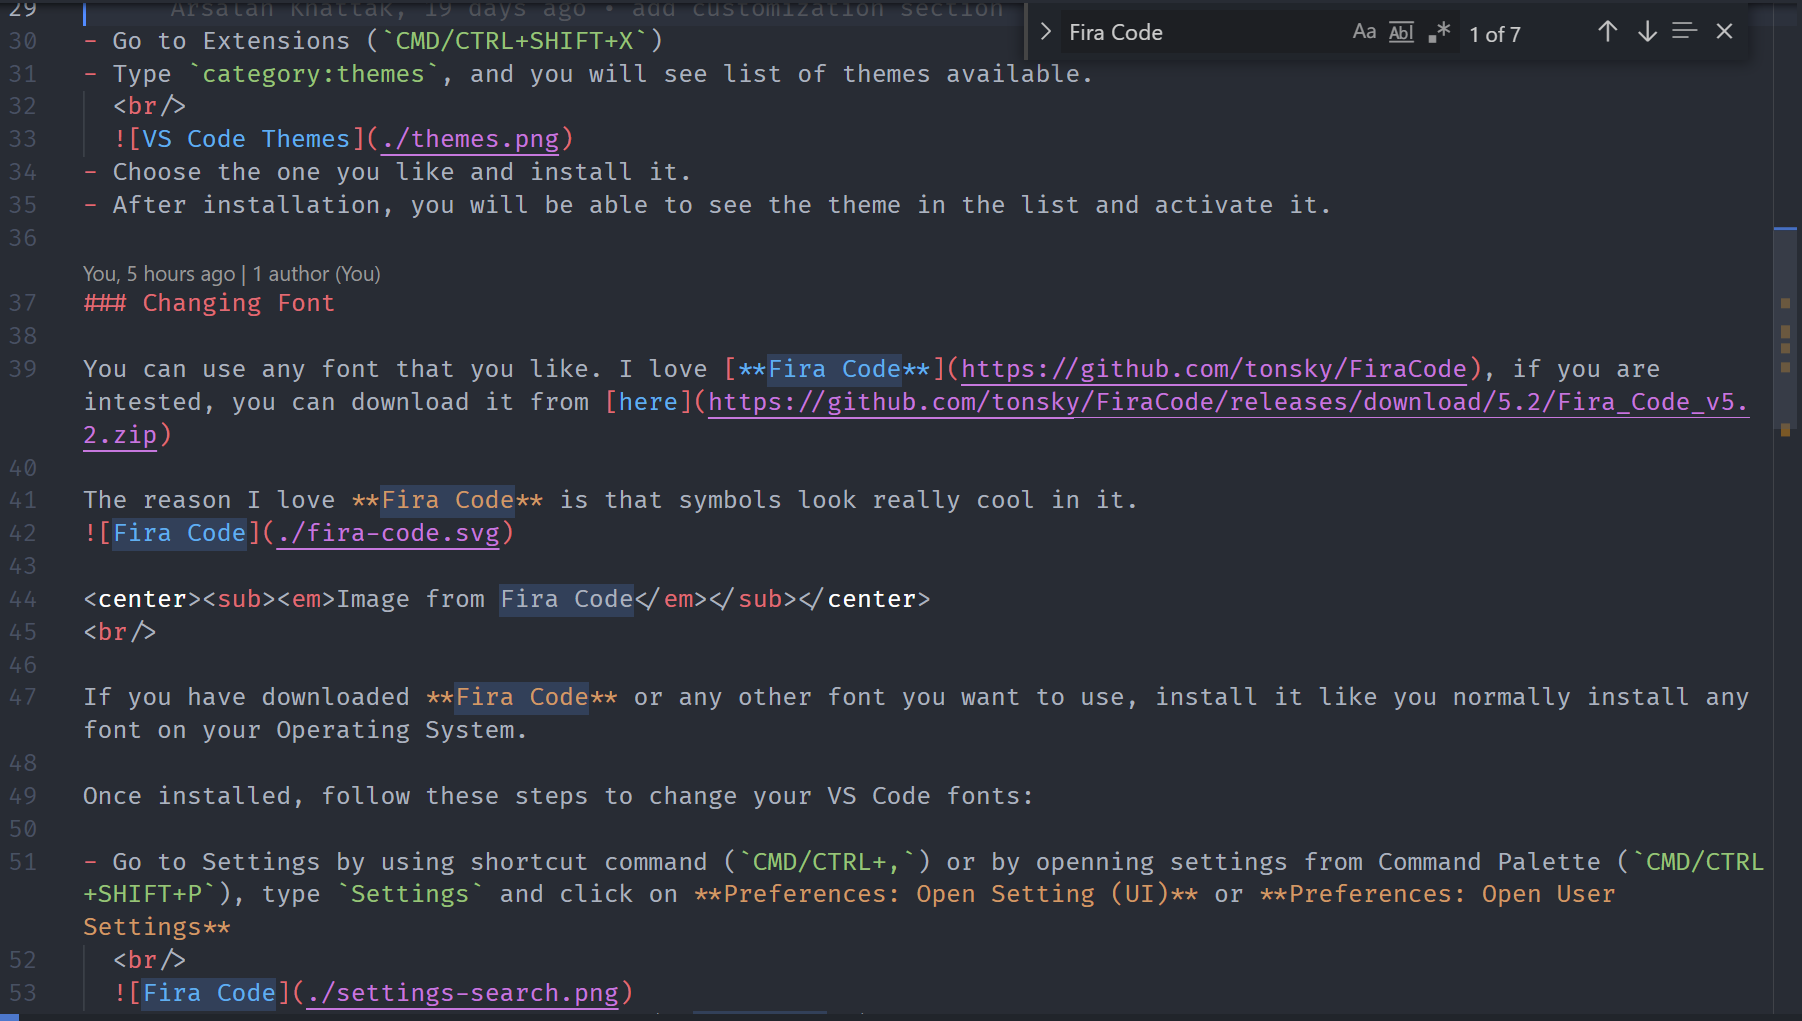 29 Arsalan Khattak, 19 days ago • add customization section
> Fira Code Aa Abl .* 1 of 7
30 - Go to Extensions (`CMD/CTRL+SHIFT+X`)
31 - Type `category:themes`, and you will see list of themes available.
32 <br/>
33 ![VS Code Themes](./themes.png)
34 - Choose the one you like and install it.
35 - After installation, you will be able to see the theme in the list and activate it.
36
You, 5 hours ago | 1 author (You)
37 ### Changing Font
38
39 You can use any font that you like. I love [**Fira Code**](https://github.com/tonsky/FiraCode), if you are
intested, you can download it from [here](https://github.com/tonsky/FiraCode/releases/download/5.2/Fira_Code_v5.
2.zip)
40
41 The reason I love **Fira Code** is that symbols look really cool in it.
42 ![Fira Code](./fira-code.svg)
43
44 <center><sub><em>Image from Fira Code</em></sub></center>
45 <br/>
46
47 If you have downloaded **Fira Code** or any other font you want to use, install it like you normally install any
font on your Operating System.
48
49 Once installed, follow these steps to change your VS Code fonts:
50
51 - Go to Settings by using shortcut command (`CMD/CTRL+,`) or by openning settings from Command Palette (`CMD/CTRL
+SHIFT+P`), type `Settings` and click on **Preferences: Open Setting (UI)** or **Preferences: Open User
Settings**
52 <br/>
53 ![Fira Code](./settings-search.png)